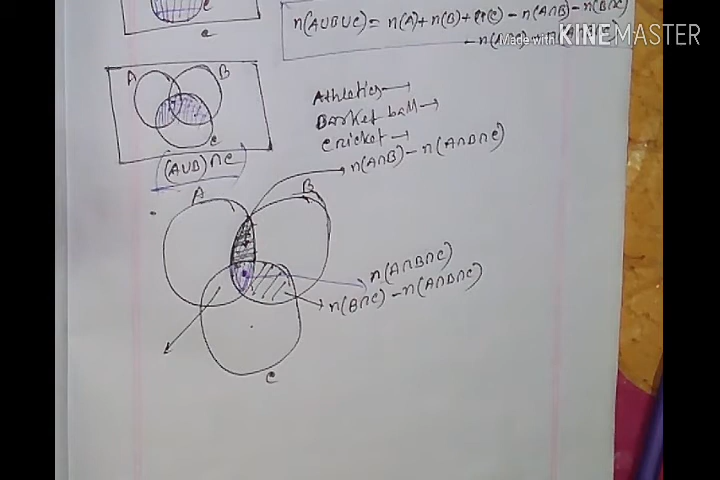 C
C
n(AUBUC) = n(A) + n(B) + n(C) - n(A∩B) - n(B∩C)
Made with KINEMASTER
A
B
C
(AUB)∩C
Athletics →
Basket ball →
Cricket →
n(A∩B) - n(A∩B∩C)
A
B
n(A∩B∩C)
n(B∩C) - n(A∩B∩C)
C